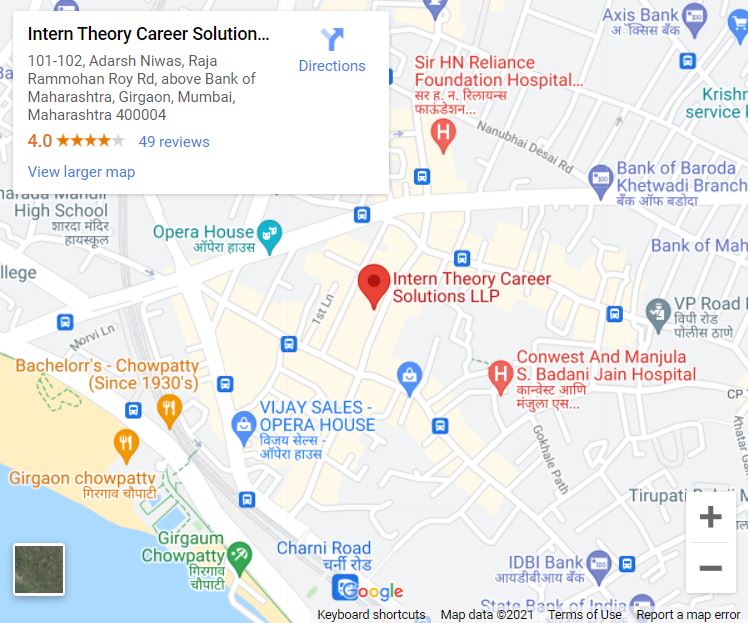 Intern Theory Career Solution...
101-102, Adarsh Niwas, Raja
Rammohan Roy Rd, above Bank of
Maharashtra, Girgaon, Mumbai,
Maharashtra 400004
4.0
49 reviews
View larger map
Directions
Axis Bank
अॅक्सिस बैंक
Sir HN Reliance
Foundation Hospital...
सर ह. न. रिलायन्स
फाऊंडेशन...
Krishn
service
Nanubhai Desai Rd
Bank of Baroda
Khetwadi Branch
बैंक ऑफ बडोदा
High School
शारदा मंदिर
हायस्कूल
Opera House
ऑपेरा हाउस
Bank of Mah
llege
Intern Theory Career
Solutions LLP
1st Ln
VP Road
विपी रोड
पोलीस ठाणे
Morvi Ln
Bachelorr's - Chowpatty
(Since 1930's)
Conwest And Manjula
S. Badani Jain Hospital
कान्वेस्ट आणि
मंजुला एस...
CP
VIJAY SALES -
OPERA HOUSE
विजय सेल्स -
ऑपेरा हाउस
Khatar Gal
Gokhale Path
Girgaon chowpatty
गिरगाव चौपाटी
Tirupati
Girgaum
Chowpatty
गिरगाव
चौपाटी
Charni Road
चर्नी रोड
IDBI Bank
आयडीबीआय बैंक
Google
State Bank of India
Keyboard shortcuts
Map data ©2021
Terms of Use
Report a map error